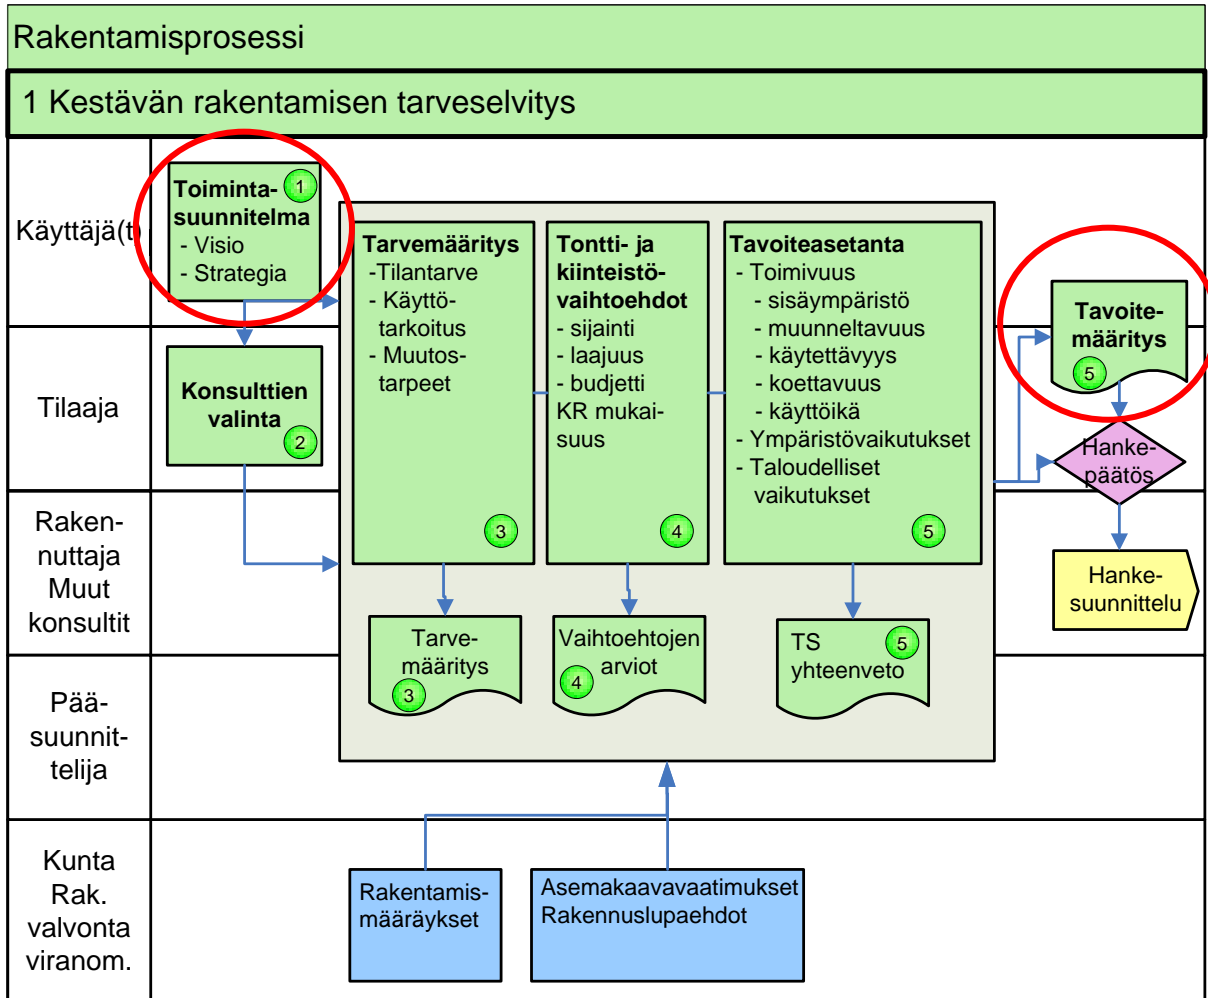 Rakentamisprosessi
1 Kestävän rakentamisen tarveselvitys
Käyttäjä(t)
Toiminta-
suunnitelma
- Visio
- Strategia
1
Tilaaja
Konsulttien
valinta
2
Tarvemääritys
-Tilantarve
- Käyttö-
tarkoitus
- Muutos-
tarpeet
3
Tontti- ja
kiinteistö-
vaihtoehdot
- sijainti
- laajuus
- budjetti
KR mukai-
suus
4
Tavoiteasetanta
- Toimivuus
- sisäympäristö
- muunneltavuus
- käytettävyys
- koettavuus
- käyttöikä
- Ympäristövaikutukset
- Taloudelliset
vaikutukset
5
Tavoite-
määritys
5
Hanke-
päätös
Raken-
nuttaja
Muut
konsultit
Hanke-
suunnittelu
Tarve-
määritys
3
Vaihtoehtojen
arviot
4
TS
yhteenveto
5
Pää-
suunnit-
telija
Kunta
Rak.
valvonta
viranom.
Rakentamis-
määräykset
Asemakaavavaatimukset
Rakennuslupaehdot